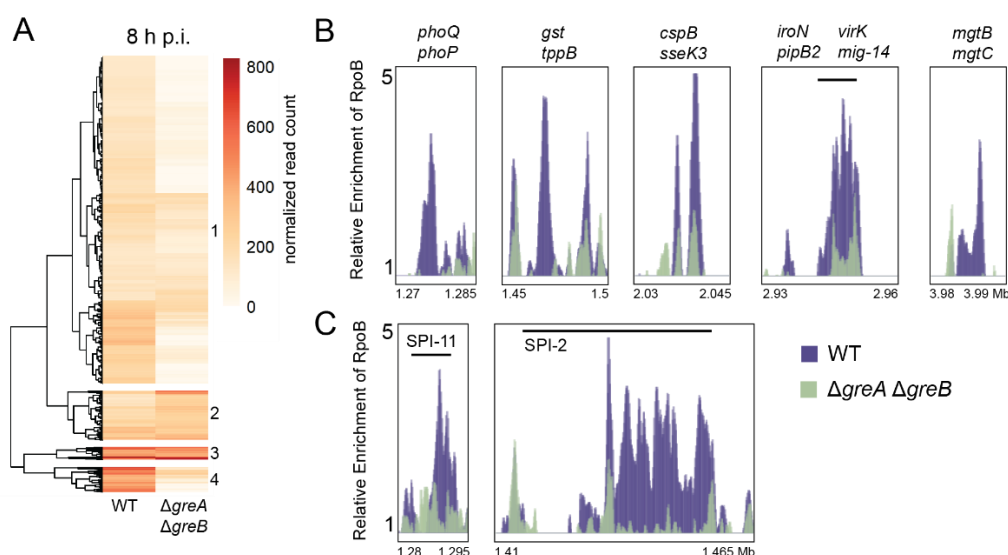 A
8 h p.i.
800
600
400
200
0
normalized read count
1
2
3
4
WT
ΔgreA
ΔgreB
B
Relative Enrichment of RpoB
5
1
phoQ
phoP
1.27 1.285
gst
tppB
1.45 1.5
cspB
sseK3
2.03 2.045
iroN virK
pipB2 mig-14
2.93 2.96
mgtB
mgtC
3.98 3.99 Mb
C
Relative Enrichment of RpoB
5
1
SPI-11
1.28 1.295
SPI-2
1.41 1.465 Mb
WT
ΔgreA ΔgreB